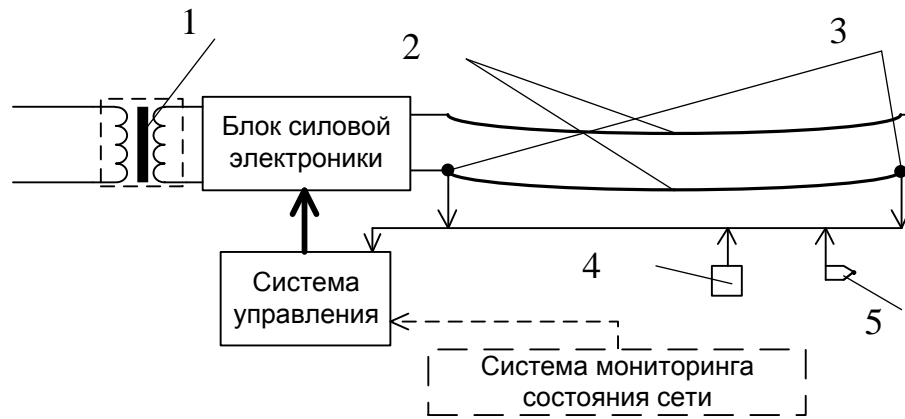 1
2
3
Блок силовой
электроники
4
5
Система
управления
Система мониторинга
состояния сети